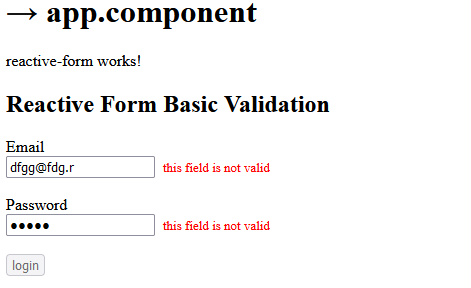 → app.component
reactive-form works!
Reactive Form Basic Validation
Email
dfgg@fdg.r this field is not valid
Password
●●●●● this field is not valid
login